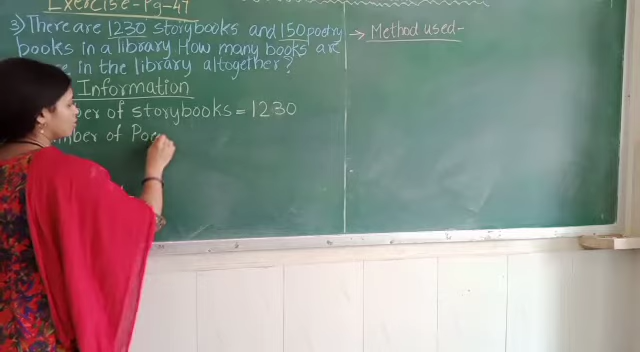 Exercise-Pg-47
3) There are 1230 storybooks and 150 poetry
books in a library. How many books are
in the library altogether?
Information
of storybooks = 1230
of Poe
→ Method used-